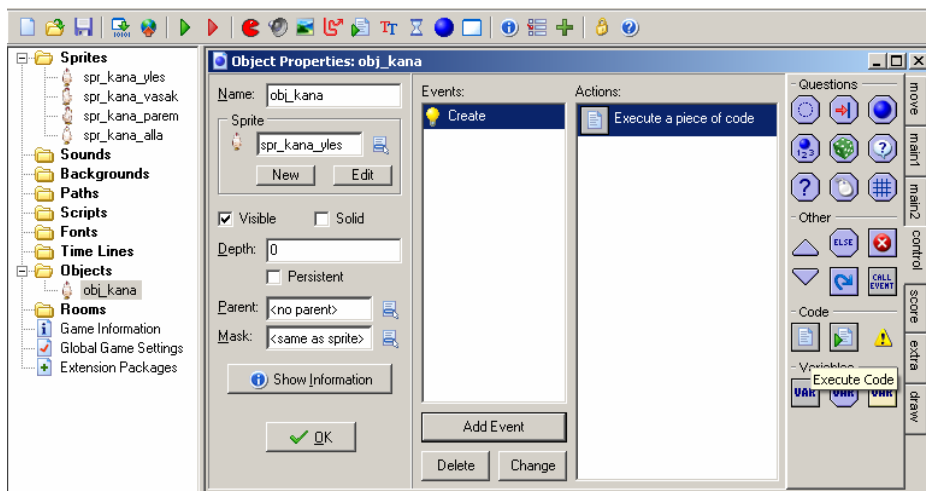 Sprites
spr_kana_yles
spr_kana_vasak
spr_kana_parem
spr_kana_alla
Sounds
Backgrounds
Paths
Scripts
Fonts
Time Lines
Objects
obj_kana
Rooms
Game Information
Global Game Settings
Extension Packages
Object Properties: obj_kana
Name: obj_kana
Sprite
spr_kana_yles
New Edit
Visible Solid
Depth: 0
Persistent
Parent: <no parent>
Mask: <same as sprite>
Show Information
OK
Events:
Create
Add Event
Delete Change
Actions:
Execute a piece of code
Questions
Other
ELSE
CALL EVENT
Code
Execute Code
VAR VAR VAR
move
main1
main2
control
score
extra
draw